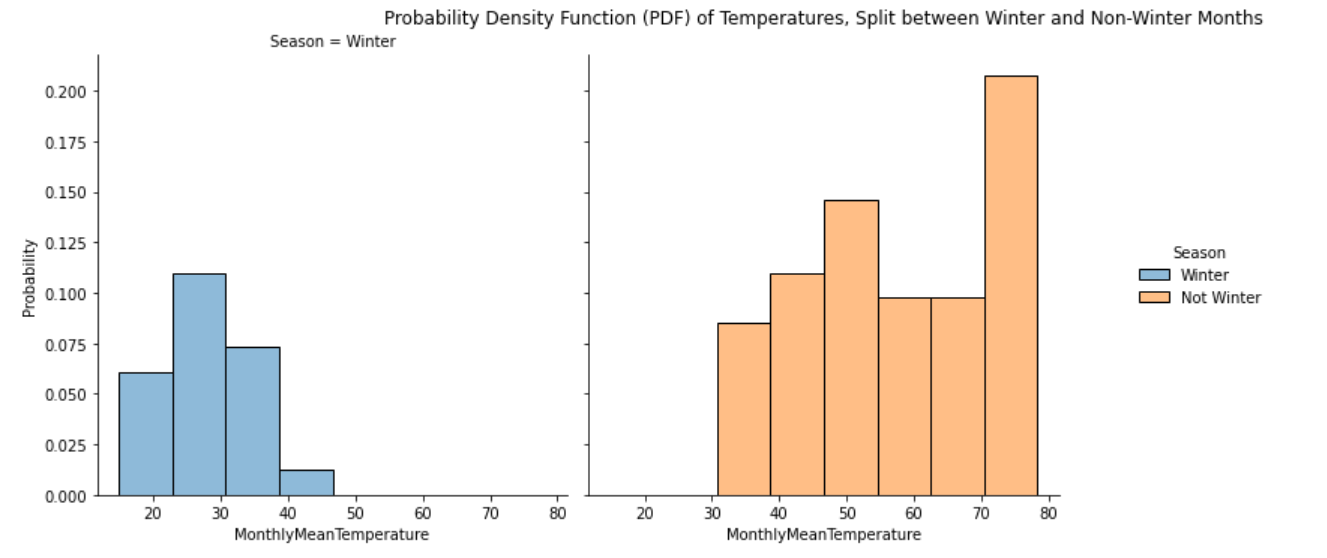 Probability Density Function (PDF) of Temperatures, Split between Winter and Non-Winter Months
Season = Winter
0.200
0.175
0.150
0.125
0.100
0.075
0.050
0.025
0.000
Probability
20 30 40 50 60 70 80
MonthlyMeanTemperature
20 30 40 50 60 70 80
MonthlyMeanTemperature
Season
Winter
Not Winter